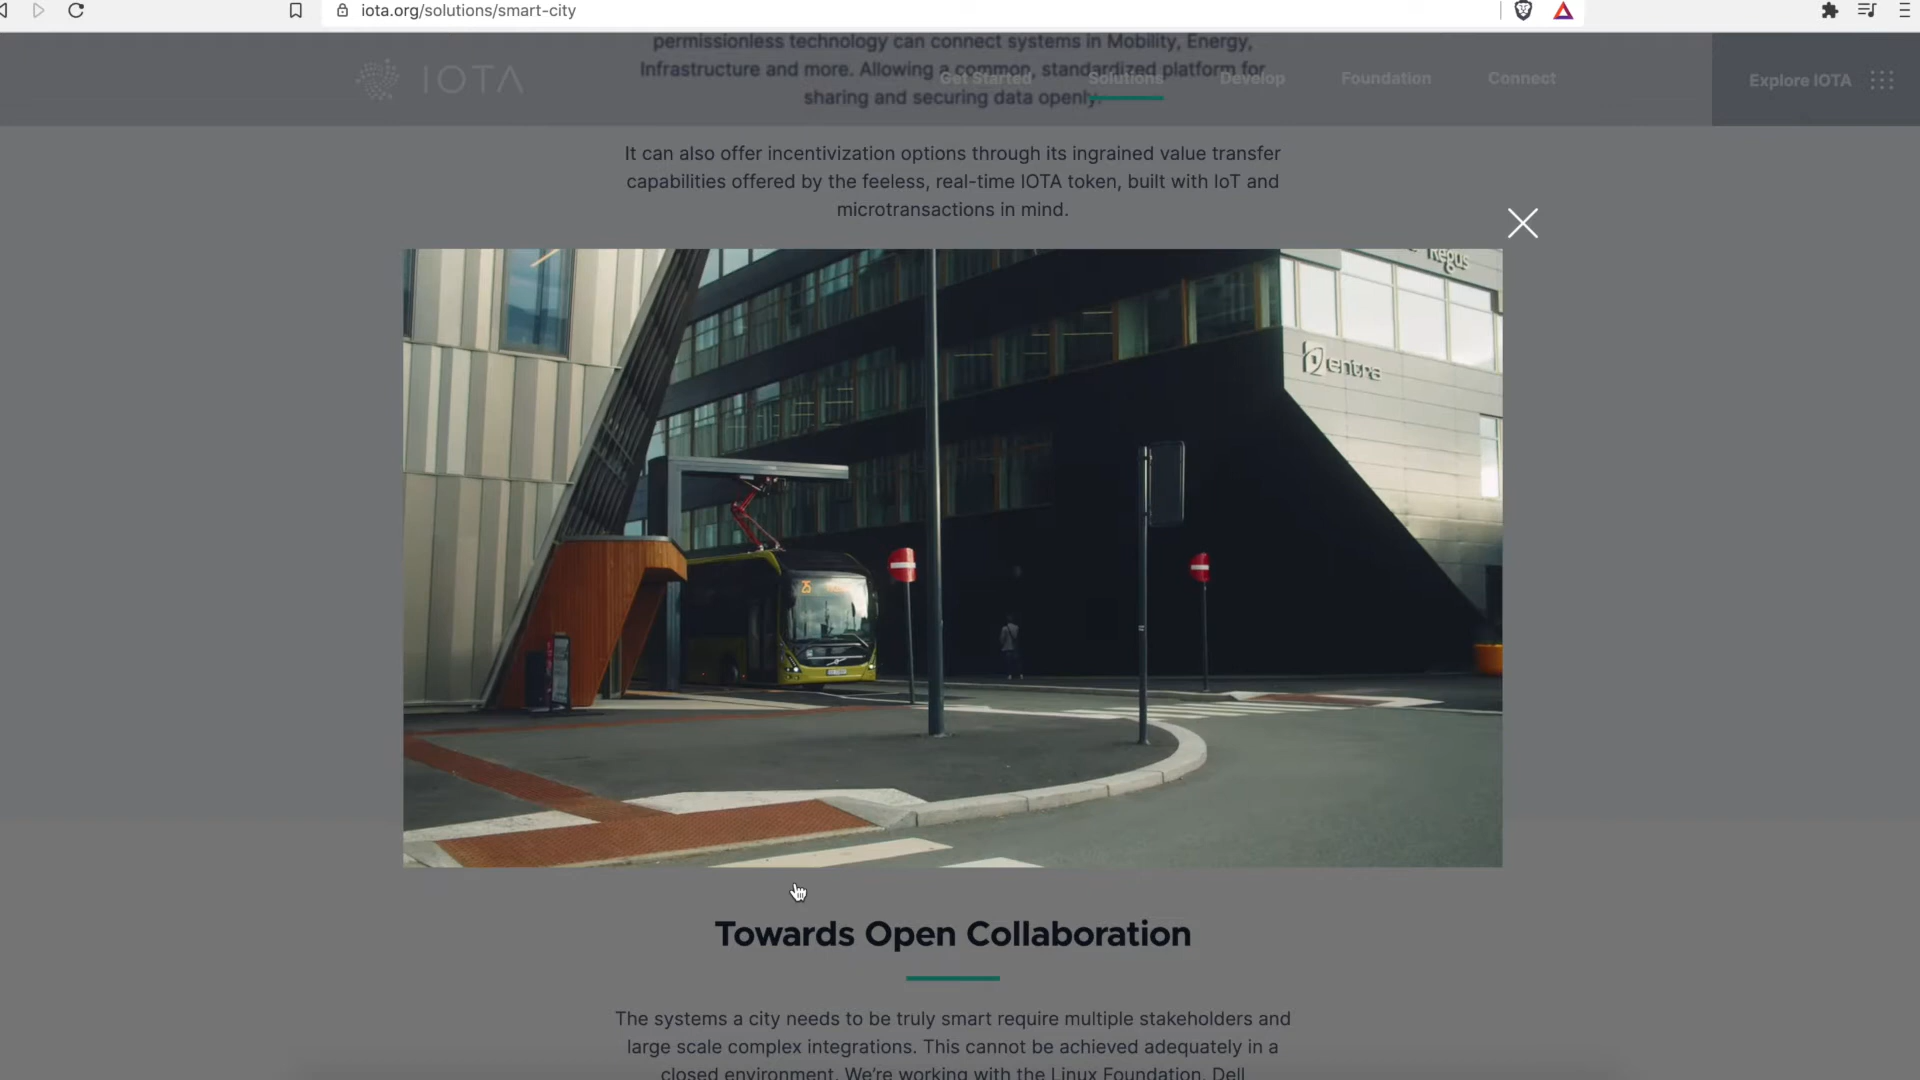 iota.org/solutions/smart-city
permissionless technology can connect systems in Mobility, Energy,
Infrastructure and more. Allowing a common, standardized platform for
sharing and securing data openly.
IOTA
Get Started
Solutions
Develop
Foundation
Connect
Explore IOTA
It can also offer incentivization options through its ingrained value transfer
capabilities offered by the feeless, real-time IOTA token, built with IoT and
microtransactions in mind.
Regus
entra
25
Towards Open Collaboration
The systems a city needs to be truly smart require multiple stakeholders and
large scale complex integrations. This cannot be achieved adequately in a
closed environment. We're working with the Linux Foundation, Dell